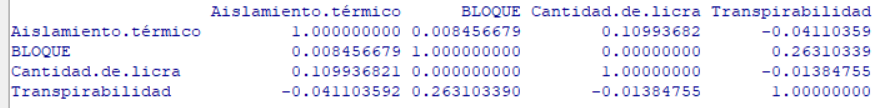 Aislamiento.térmico BLOQUE Cantidad.de.licra Transpirabilidad
Aislamiento.térmico 1.000000000 0.008456679 0.10993682 -0.04110359
BLOQUE 0.008456679 1.000000000 0.00000000 0.26310339
Cantidad.de.licra 0.109936821 0.000000000 1.00000000 -0.01384755
Transpirabilidad -0.041103592 0.263103390 -0.01384755 1.00000000